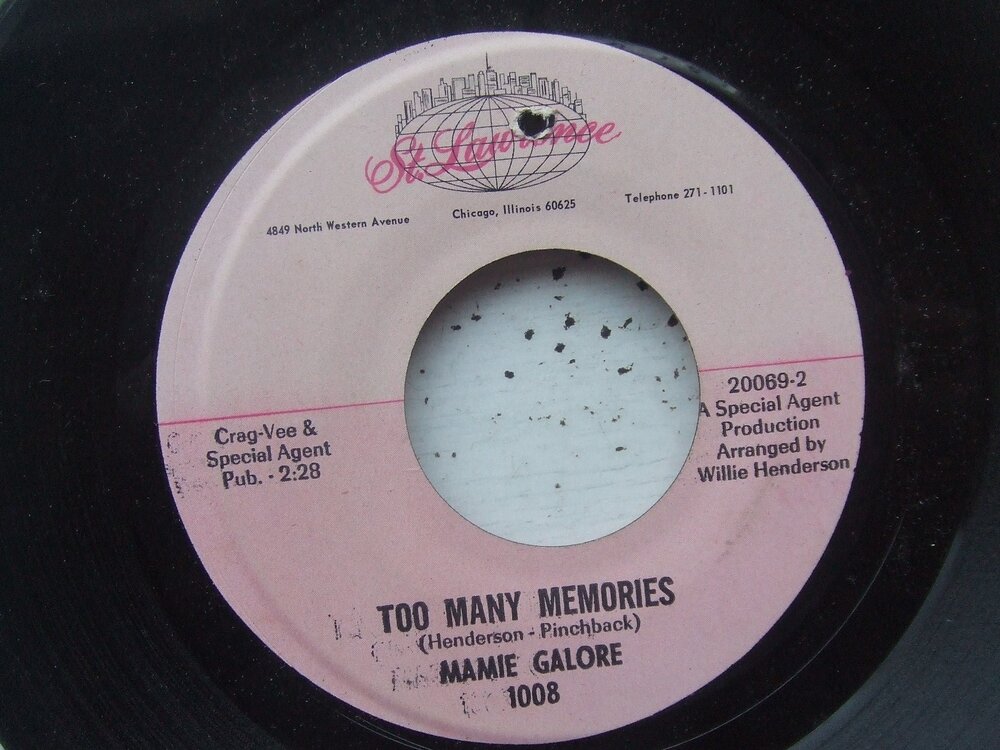 St. Lawrence
4849 North Western Avenue Chicago, Illinois 60625 Telephone 271-1101
Crag-Vee &
Special Agent
Pub. - 2:28
20069-2
A Special Agent
Production
Arranged by
Willie Henderson
TOO MANY MEMORIES
(Henderson - Pinchback)
MAMIE GALORE
1008